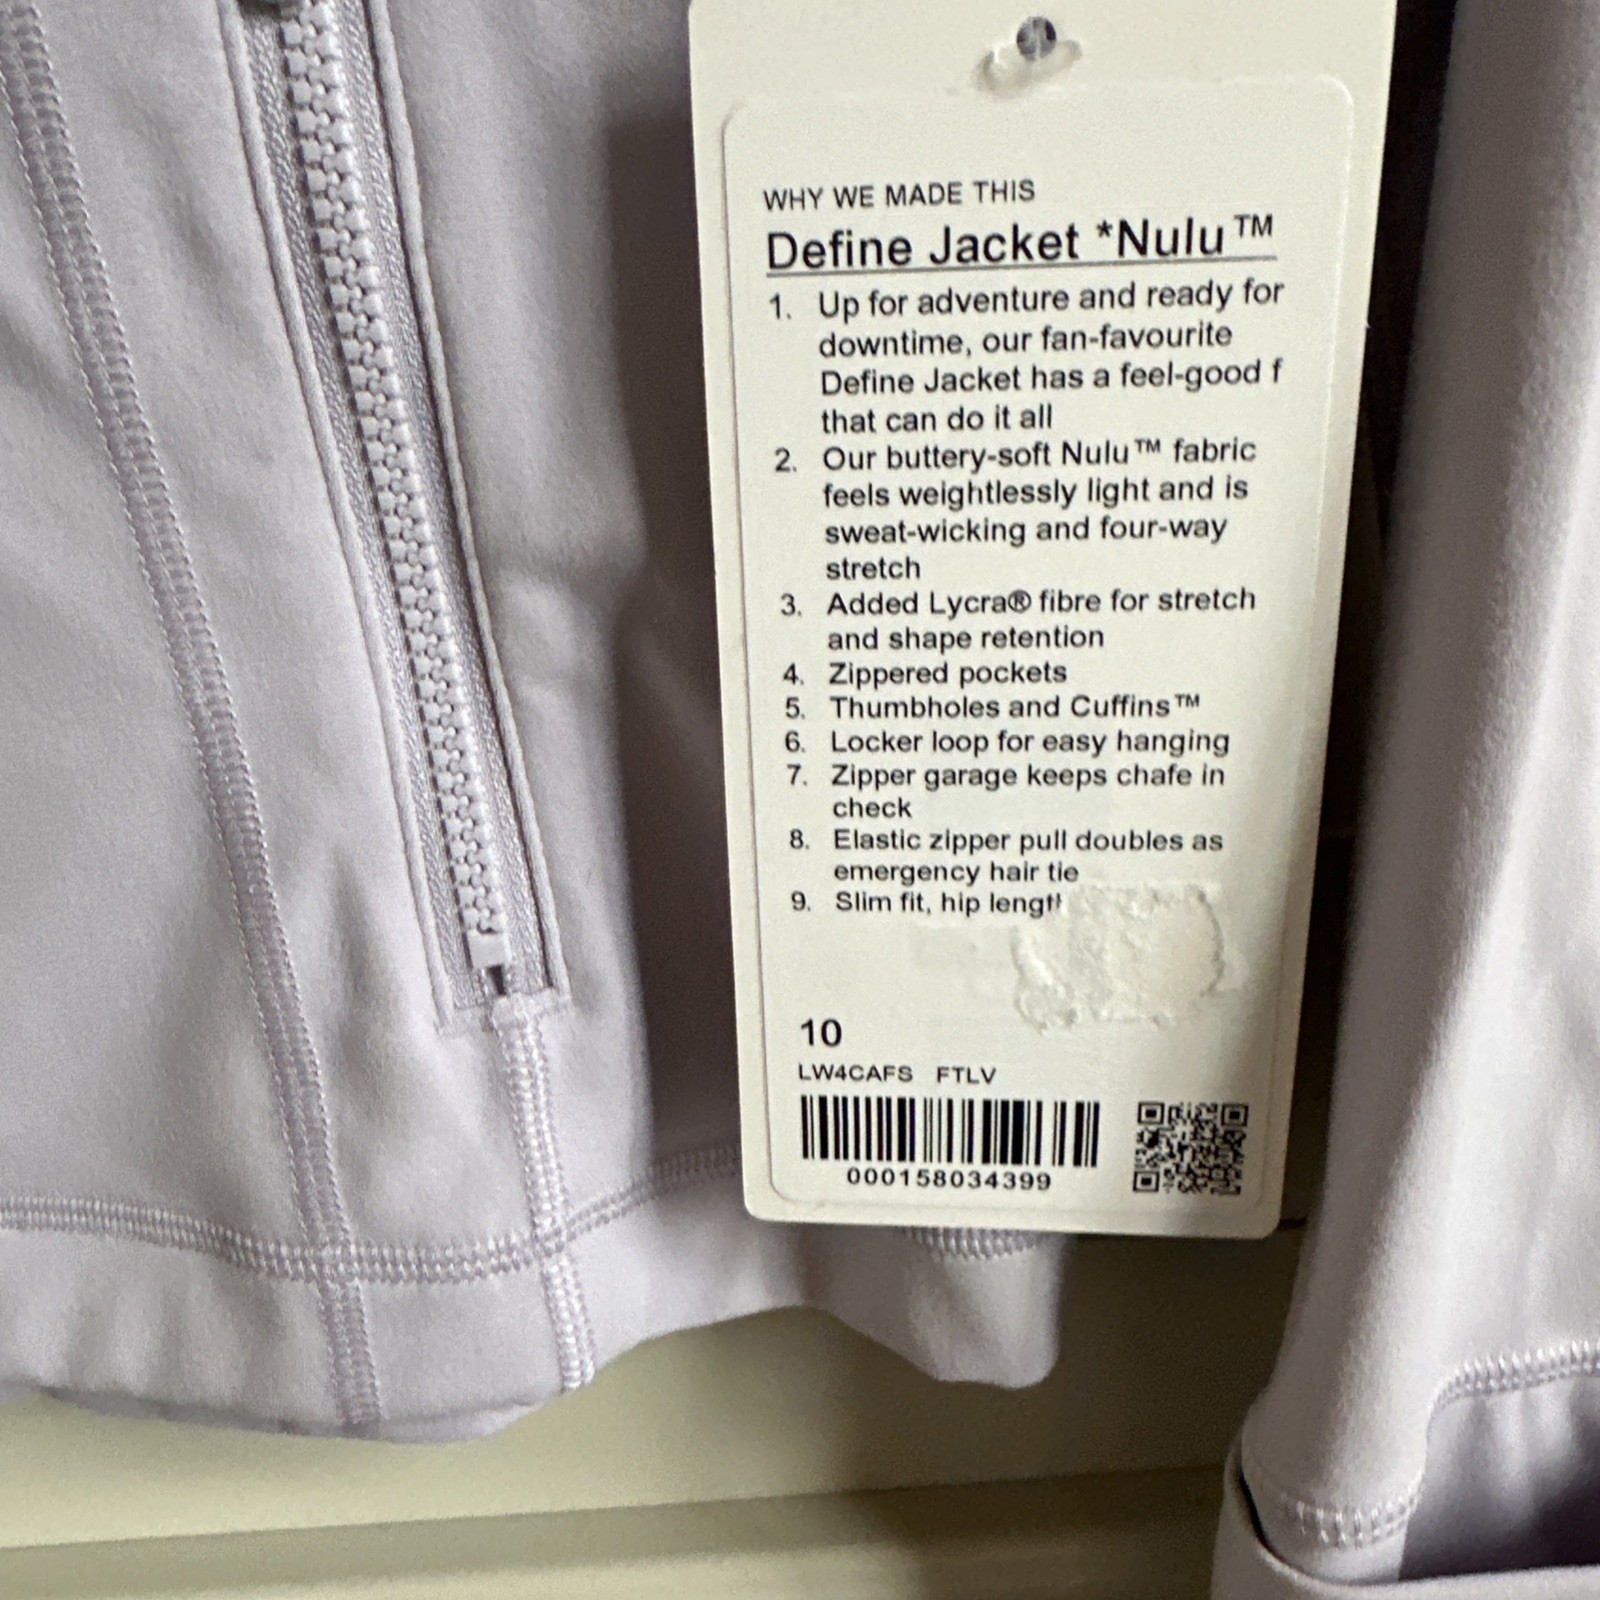 WHY WE MADE THIS
Define Jacket *Nulu™
1. Up for adventure and ready for
downtime, our fan-favourite
Define Jacket has a feel-good f
that can do it all
2. Our buttery-soft Nulu™ fabric
feels weightlessly light and is
sweat-wicking and four-way
stretch
3. Added Lycra® fibre for stretch
and shape retention
4. Zippered pockets
5. Thumbholes and Cuffins™
6. Locker loop for easy hanging
7. Zipper garage keeps chafe in
check
8. Elastic zipper pull doubles as
emergency hair tie
9. Slim fit, hip length
10
LW4CAFS FTLV
000158034399